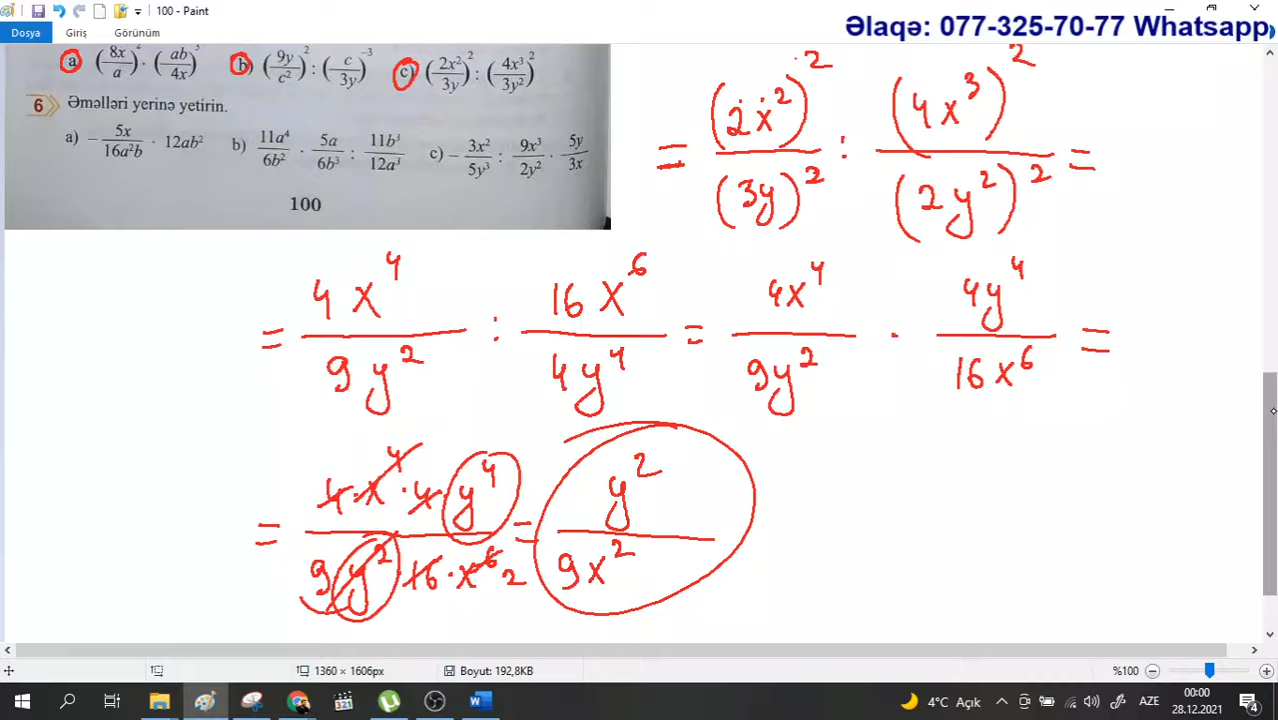 100 - Paint
Əlaqə: 077-325-70-77 Whatsapp
Dosya Giriş Görünüm
a) (8x/a) · (ab/4x)³ b) (9y/c²)² : (c/3y)⁻³ c) (2x²/3y)² : (4x³/3y²)²
6 Əməlləri yerinə yetirin.
a) − 5x/16a²b · 12ab² b) 11a⁴/6b² · 5a/6b³ : 11b³/12a³ c) − 3x²/5y³ : 9x³/2y² · 5y/3x
100
= (2x²)²/(3y)² : (4x³)²/(2y²)² =
= 4x⁴/9y² : 16x⁶/4y⁴ = 4x⁴/9y² · 4y⁴/16x⁶ =
= 4·x⁴·4·y⁴/9y² 16·x⁶ 2 = y²/9x²
1360 × 1606px Boyut: 192,8KB %100
4°C Açık AZE 00:00 28.12.2021 4